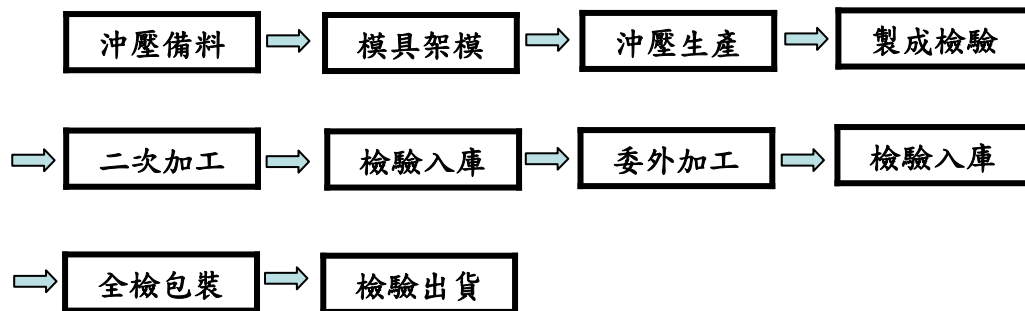 沖壓備料 模具架模 沖壓生產 製成檢驗
二次加工 檢驗入庫 委外加工 檢驗入庫
全檢包裝 檢驗出貨